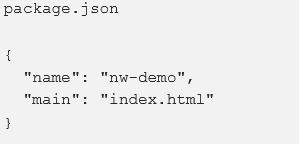 package.json
{
  "name": "nw-demo",
  "main": "index.html"
}